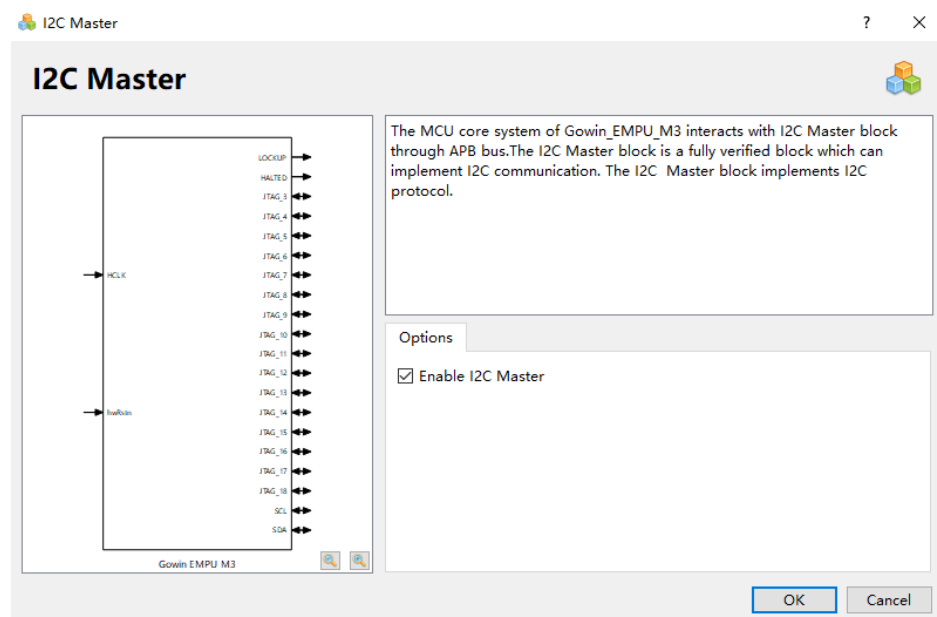 I2C Master
?
I2C Master
LOCKUP
HALTED
JTAG_3
JTAG_4
JTAG_5
JTAG_6
HCLK
JTAG_7
JTAG_8
JTAG_9
JTAG_10
JTAG_11
JTAG_12
JTAG_13
hwRstn
JTAG_14
JTAG_15
JTAG_16
JTAG_17
JTAG_18
SCL
SDA
Gowin EMPU M3
The MCU core system of Gowin_EMPU_M3 interacts with I2C Master block
through APB bus.The I2C Master block is a fully verified block which can
implement I2C communication. The I2C  Master block implements I2C
protocol.
Options
Enable I2C Master
OK
Cancel